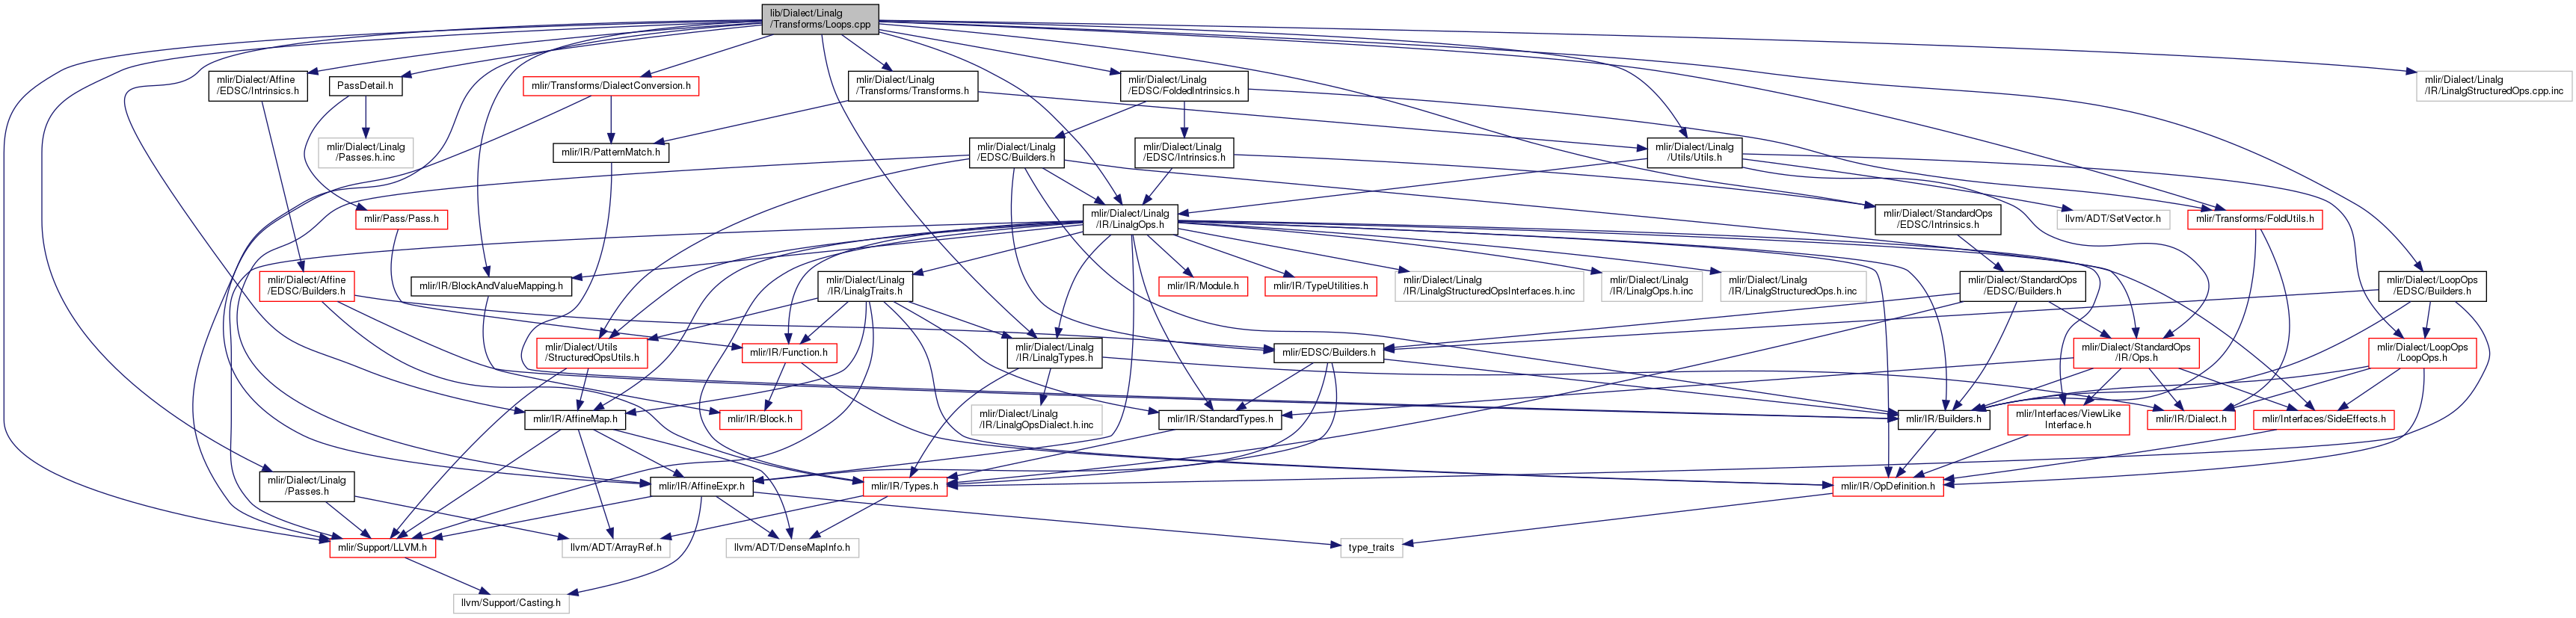 lib/Dialect/Linalg
/Transforms/Loops.cpp
mlir/Dialect/Affine
/EDSC/Intrinsics.h
PassDetail.h
mlir/Transforms/DialectConversion.h
mlir/Dialect/Linalg
/Transforms/Transforms.h
mlir/Dialect/Linalg
/EDSC/FoldedIntrinsics.h
mlir/Dialect/Linalg
/IR/LinalgStructuredOps.cpp.inc
mlir/Dialect/Linalg
/Passes.h.inc
mlir/IR/PatternMatch.h
mlir/Dialect/Linalg
/EDSC/Builders.h
mlir/Dialect/Linalg
/EDSC/Intrinsics.h
mlir/Dialect/Linalg
/Utils/Utils.h
mlir/Pass/Pass.h
mlir/Dialect/Linalg
/IR/LinalgOps.h
mlir/Dialect/StandardOps
/EDSC/Intrinsics.h
llvm/ADT/SetVector.h
mlir/Transforms/FoldUtils.h
mlir/Dialect/Affine
/EDSC/Builders.h
mlir/IR/BlockAndValueMapping.h
mlir/Dialect/Linalg
/IR/LinalgTraits.h
mlir/IR/Module.h
mlir/IR/TypeUtilities.h
mlir/Dialect/Linalg
/IR/LinalgStructuredOpsInterfaces.h.inc
mlir/Dialect/Linalg
/IR/LinalgOps.h.inc
mlir/Dialect/Linalg
/IR/LinalgStructuredOps.h.inc
mlir/Dialect/StandardOps
/EDSC/Builders.h
mlir/Dialect/LoopOps
/EDSC/Builders.h
mlir/Dialect/Utils
/StructuredOpsUtils.h
mlir/IR/Function.h
mlir/Dialect/Linalg
/IR/LinalgTypes.h
mlir/EDSC/Builders.h
mlir/Dialect/StandardOps
/IR/Ops.h
mlir/Dialect/LoopOps
/LoopOps.h
mlir/IR/AffineMap.h
mlir/IR/Block.h
mlir/Dialect/Linalg
/IR/LinalgOpsDialect.h.inc
mlir/IR/StandardTypes.h
mlir/IR/Builders.h
mlir/Interfaces/ViewLike
Interface.h
mlir/IR/Dialect.h
mlir/Interfaces/SideEffects.h
mlir/Dialect/Linalg
/Passes.h
mlir/IR/AffineExpr.h
mlir/IR/Types.h
mlir/IR/OpDefinition.h
mlir/Support/LLVM.h
llvm/ADT/ArrayRef.h
llvm/ADT/DenseMapInfo.h
type_traits
llvm/Support/Casting.h